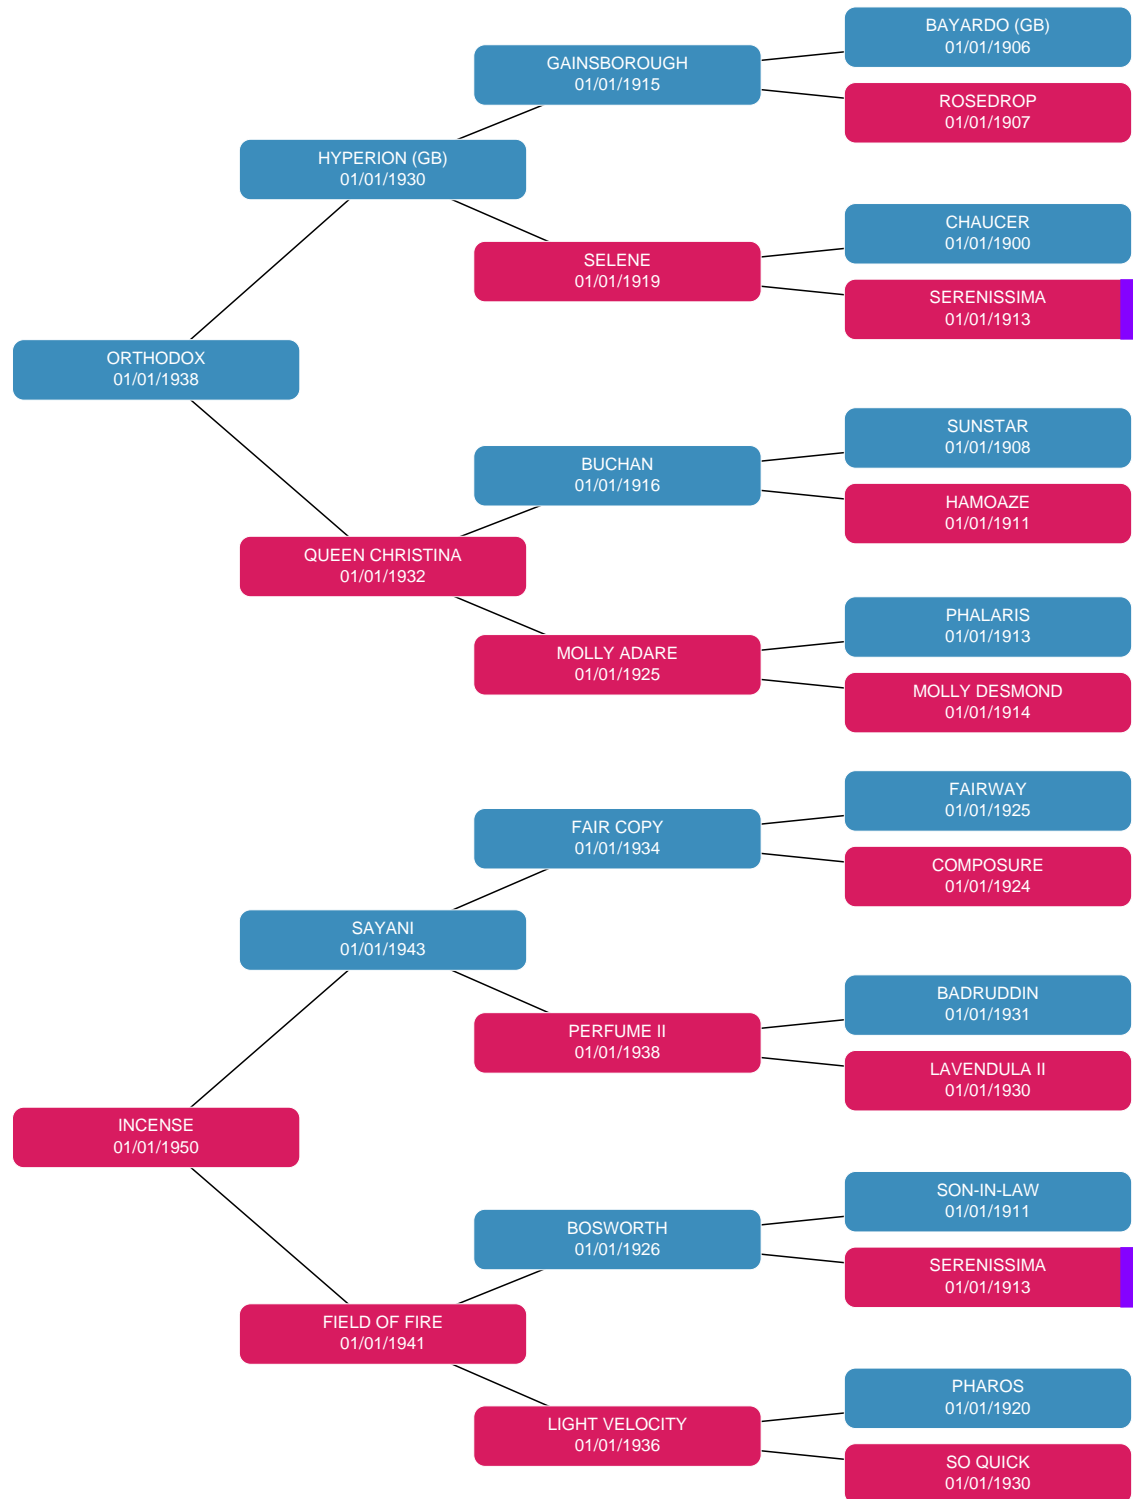 BAYARDO (GB)
01/01/1906
GAINSBOROUGH
01/01/1915
ROSEDROP
01/01/1907
HYPERION (GB)
01/01/1930
CHAUCER
01/01/1900
SELENE
01/01/1919
SERENISSIMA
01/01/1913
ORTHODOX
01/01/1938
SUNSTAR
01/01/1908
BUCHAN
01/01/1916
HAMOAZE
01/01/1911
QUEEN CHRISTINA
01/01/1932
PHALARIS
01/01/1913
MOLLY ADARE
01/01/1925
MOLLY DESMOND
01/01/1914
FAIRWAY
01/01/1925
FAIR COPY
01/01/1934
COMPOSURE
01/01/1924
SAYANI
01/01/1943
BADRUDDIN
01/01/1931
PERFUME II
01/01/1938
LAVENDULA II
01/01/1930
INCENSE
01/01/1950
SON-IN-LAW
01/01/1911
BOSWORTH
01/01/1926
SERENISSIMA
01/01/1913
FIELD OF FIRE
01/01/1941
PHAROS
01/01/1920
LIGHT VELOCITY
01/01/1936
SO QUICK
01/01/1930